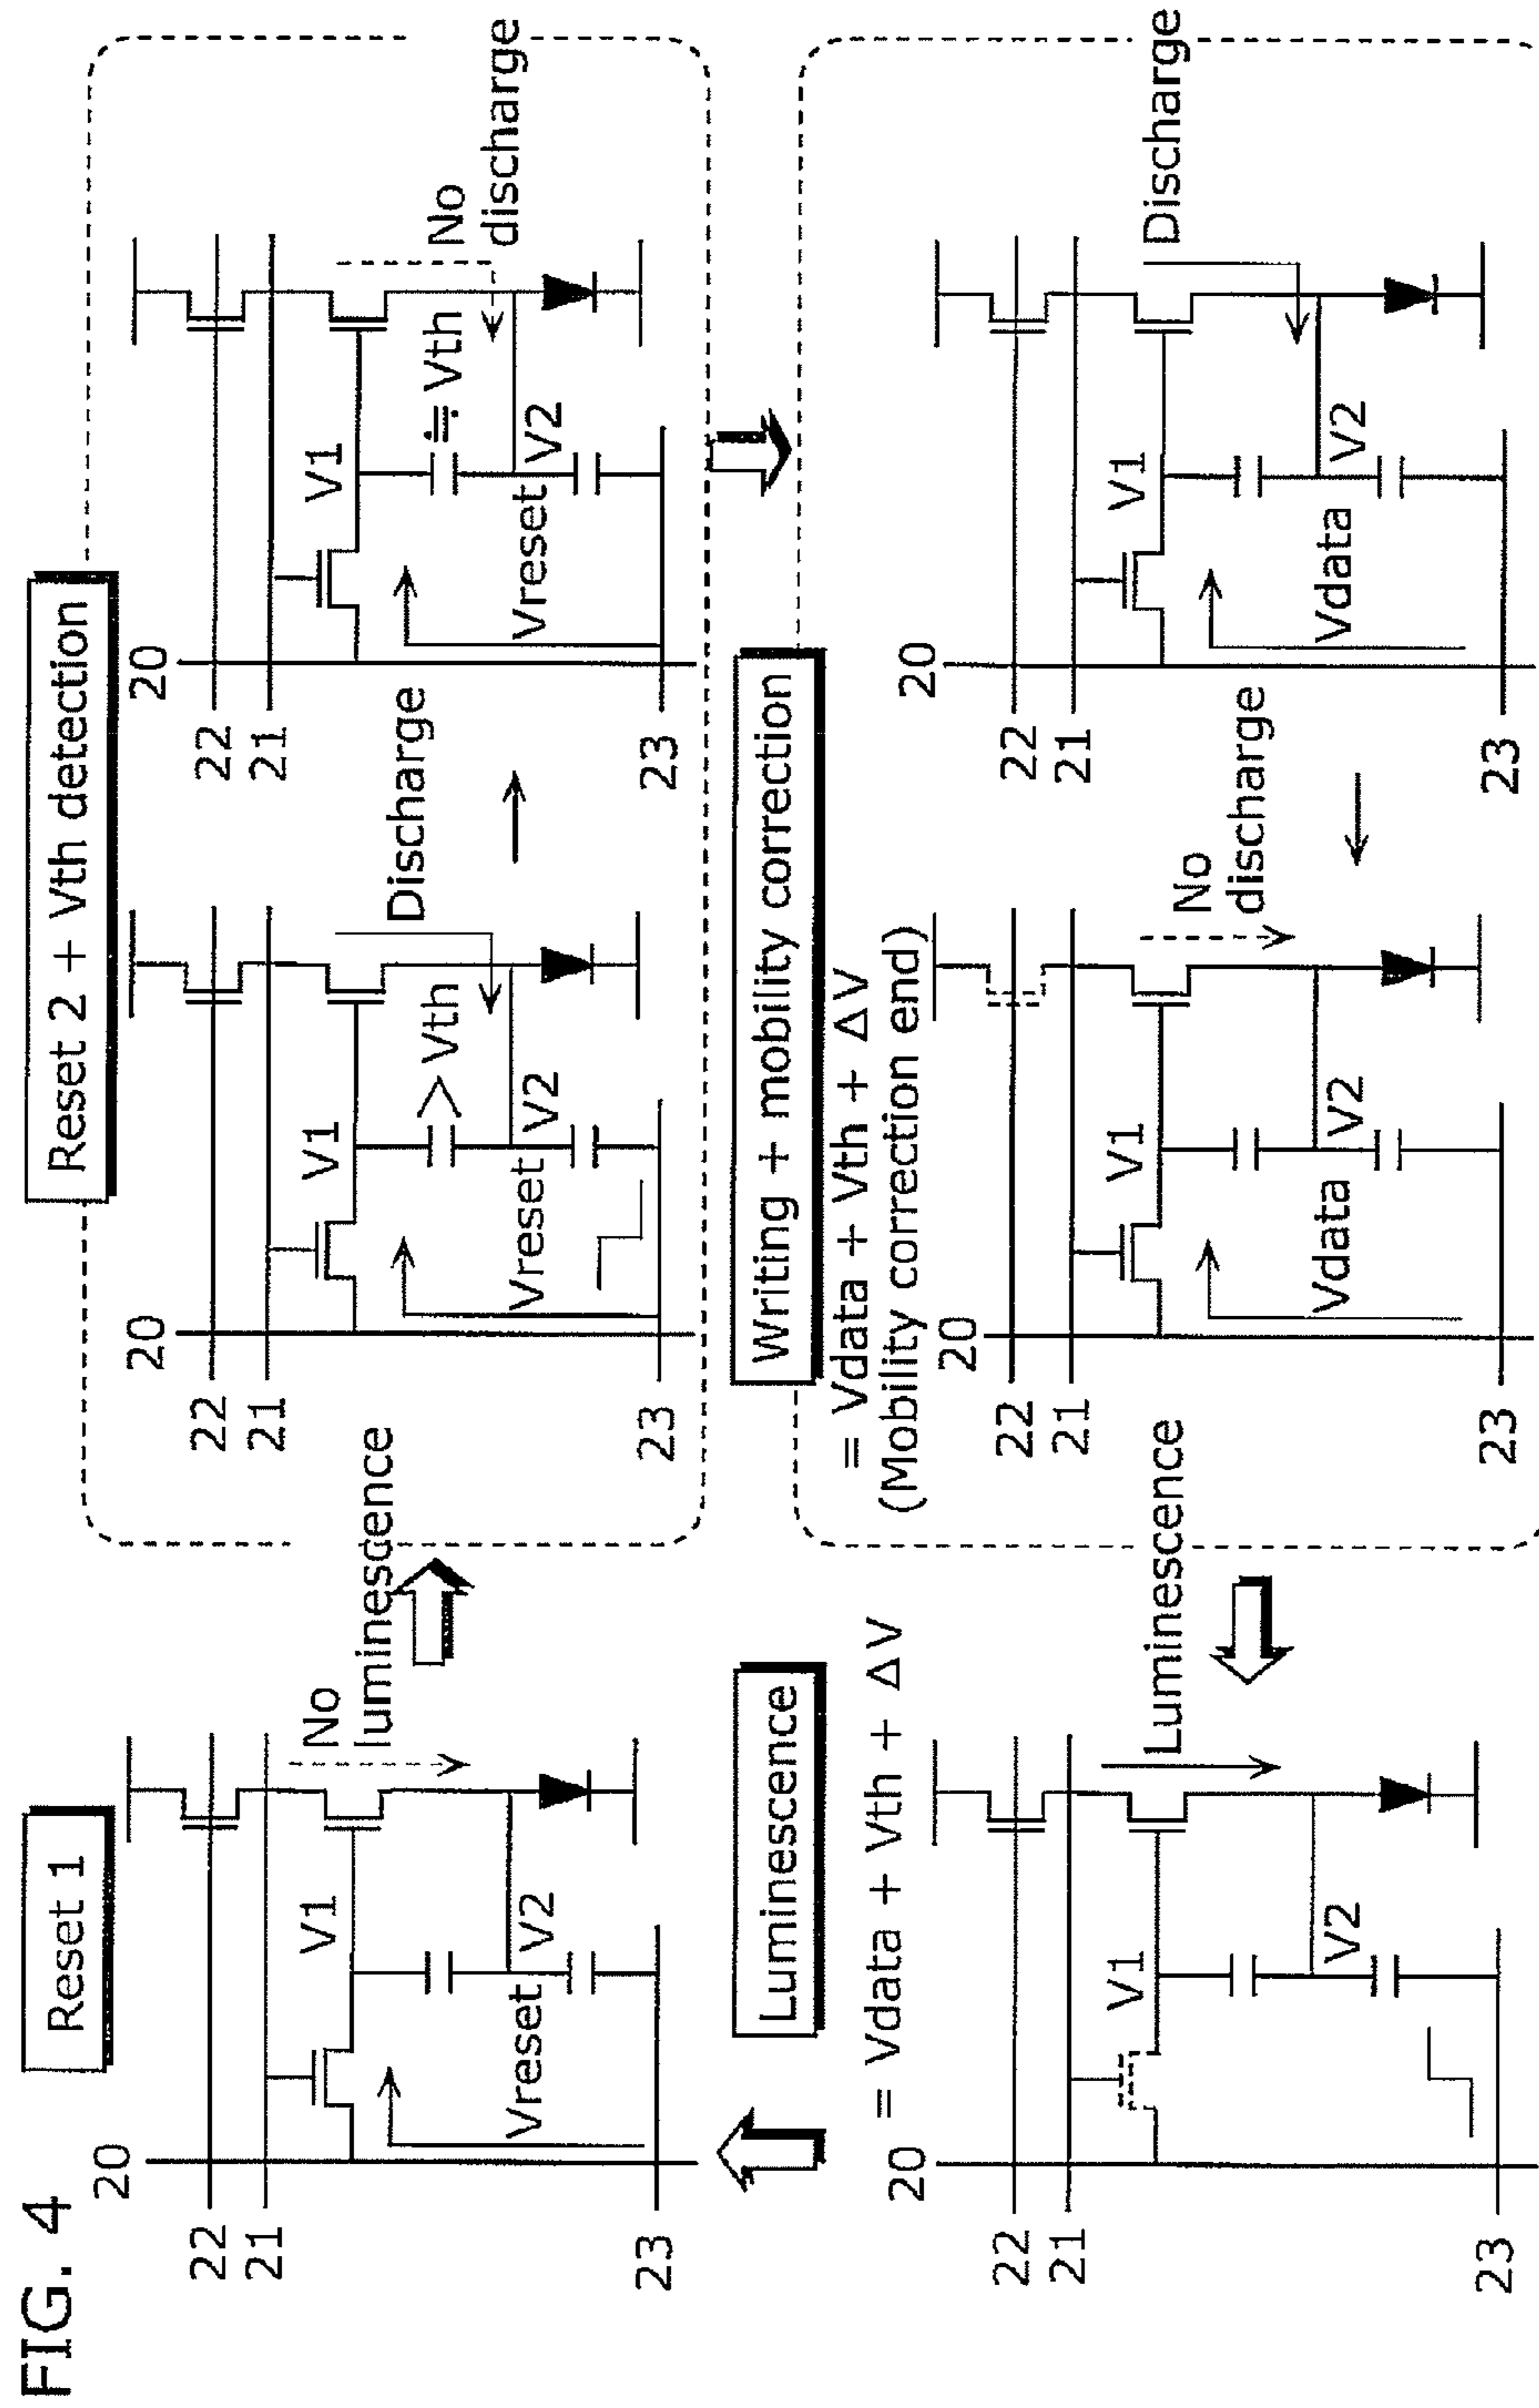 FIG. 4
Reset 1
20
22
21
V1
No
luminescence
Vreset
V2
23
Reset 2 + Vth detection
20
22
21
V1
> Vth
Discharge
Vreset
V2
23
20
22
21
V1
≒ Vth
No
discharge
Vreset
V2
23
Luminescence
20 = Vdata + Vth + ΔV
22
21
V1
Luminescence
V2
23
Writing + mobility correction
= Vdata + Vth + ΔV
(Mobility correction end)
20
22
21
V1
No
discharge
Vdata
V2
23
20
22
21
V1
Discharge
Vdata
V2
23